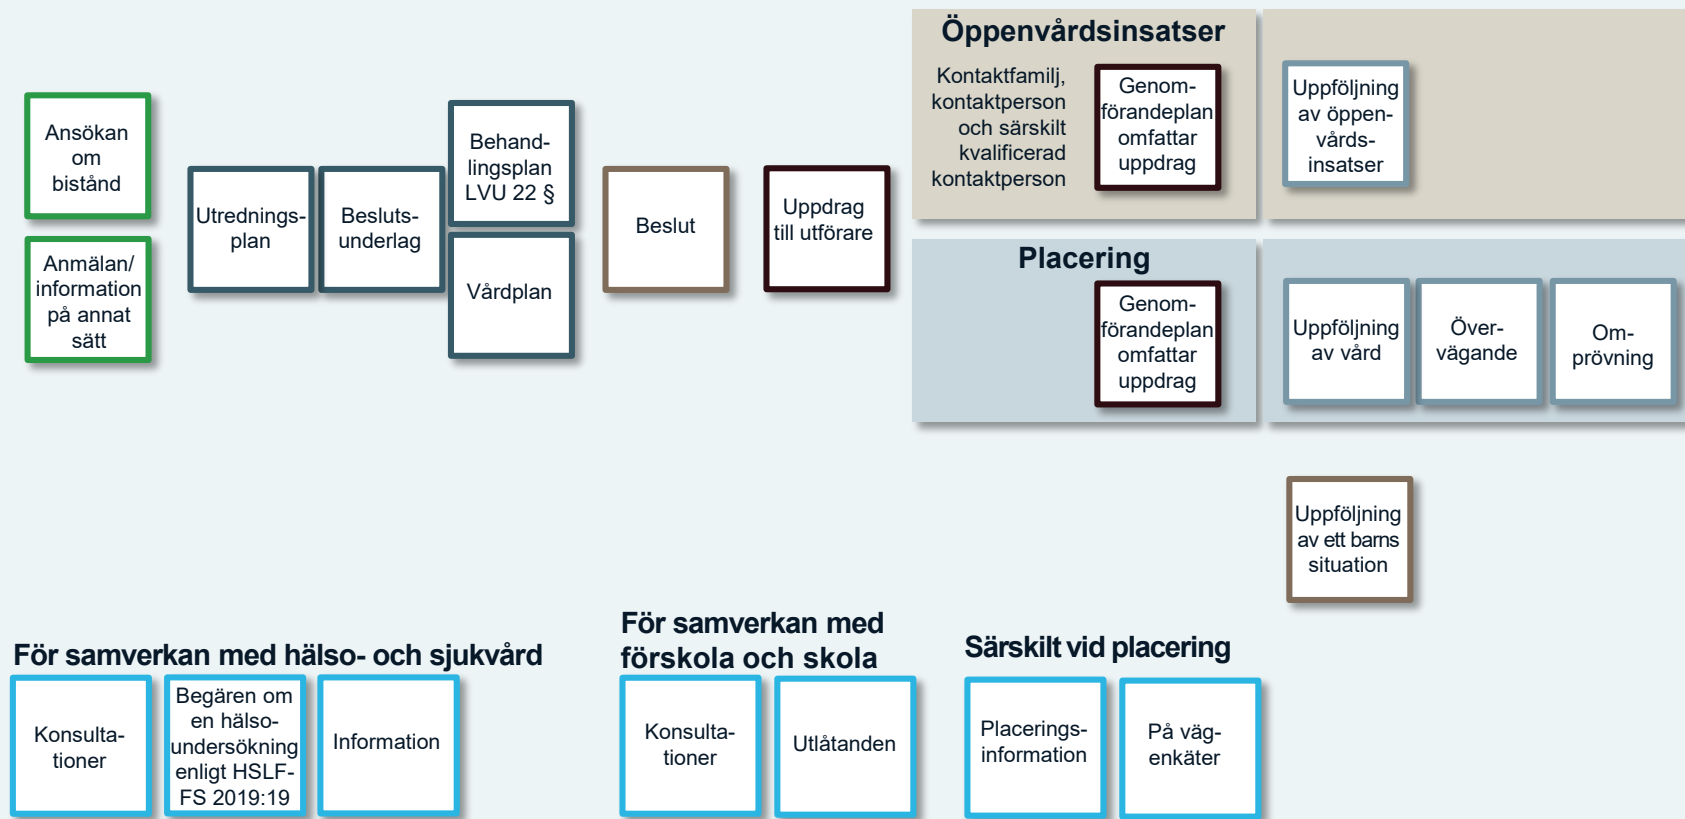 Ansökan
om
bistånd
Anmälan/
information
på annat
sätt
Utrednings-
plan
Besluts-
underlag
Behand-
lingsplan
LVU 22 §
Vårdplan
Beslut
Uppdrag
till utförare
Öppenvårdsinsatser
Kontaktfamilj,
kontaktperson
och särskilt
kvalificerad
kontaktperson
Genom-
förandeplan
omfattar
uppdrag
Uppföljning
av öppen-
vårds-
insatser
Placering
Genom-
förandeplan
omfattar
uppdrag
Uppföljning
av vård
Över-
vägande
Om-
prövning
Uppföljning
av ett barns
situation
För samverkan med hälso- och sjukvård
Konsulta-
tioner
Begären om
en hälso-
undersökning
enligt HSLF-
FS 2019:19
Information
För samverkan med
förskola och skola
Konsulta-
tioner
Utlåtanden
Särskilt vid placering
Placerings-
information
På väg-
enkäter